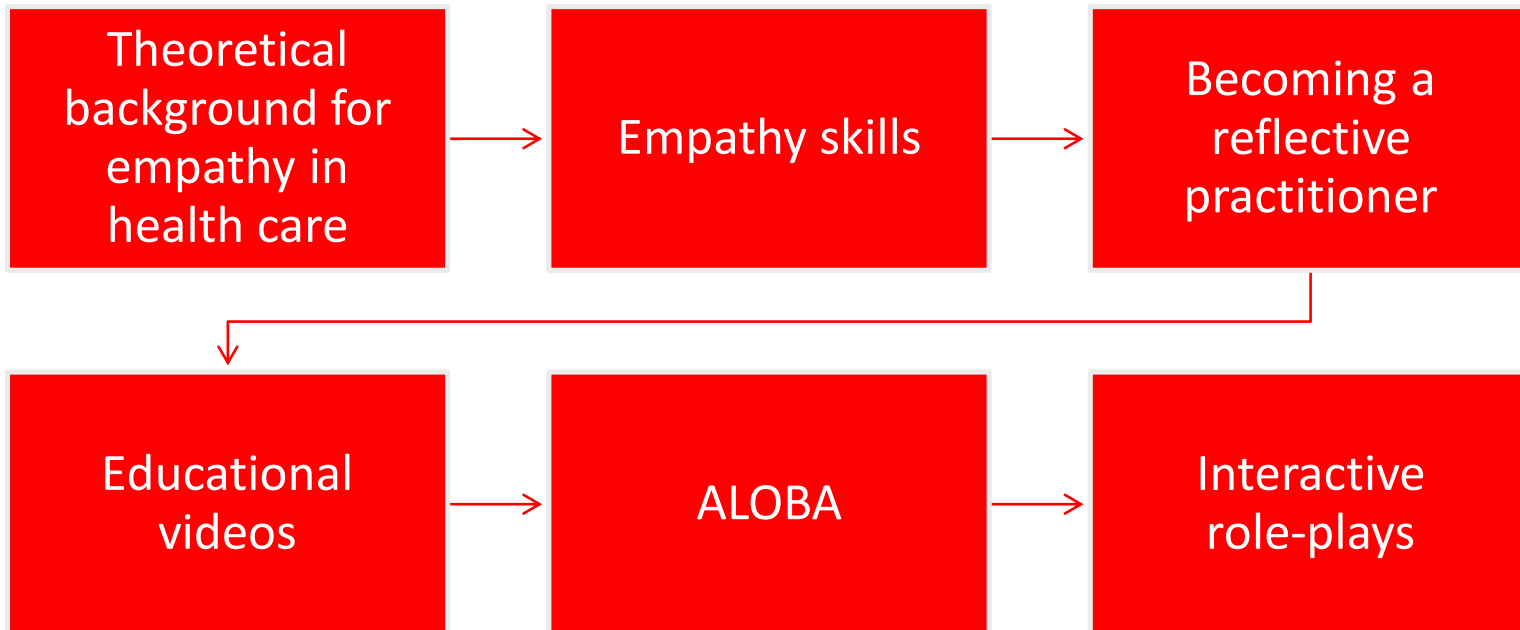 Theoretical
background for
empathy in
health care
Empathy skills
Becoming a
reflective
practitioner
Educational
videos
ALOBA
Interactive
role-plays